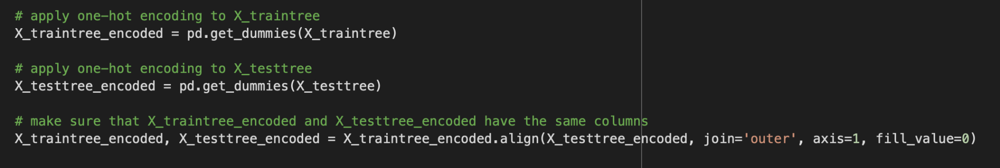 # apply one-hot encoding to X_traintree
X_traintree_encoded = pd.get_dummies(X_traintree)
# apply one-hot encoding to X_testtree
X_testtree_encoded = pd.get_dummies(X_testtree)
# make sure that X_traintree_encoded and X_testtree_encoded have the same columns
X_traintree_encoded, X_testtree_encoded = X_traintree_encoded.align(X_testtree_encoded, join='outer', axis=1, fill_value=0)